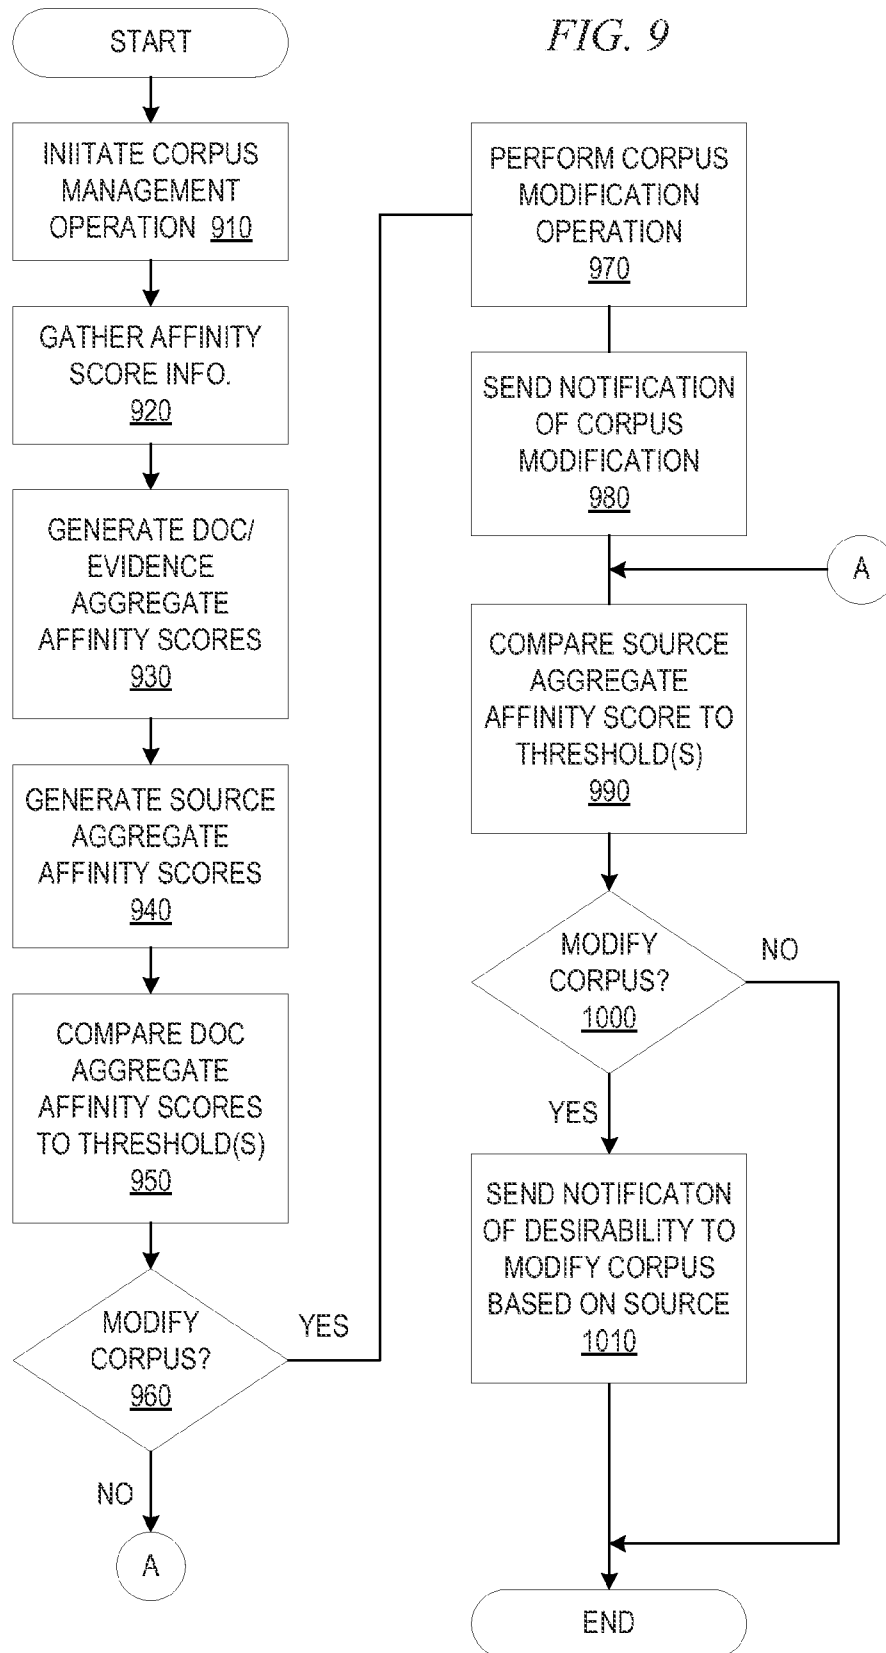 FIG. 9
START
INIITATE CORPUS
MANAGEMENT
OPERATION 910
GATHER AFFINITY
SCORE INFO.
920
GENERATE DOC/
EVIDENCE
AGGREGATE
AFFINITY SCORES
930
GENERATE SOURCE
AGGREGATE
AFFINITY SCORES
940
COMPARE DOC
AGGREGATE
AFFINITY SCORES
TO THRESHOLD(S)
950
MODIFY
CORPUS?
960
YES
NO
A
PERFORM CORPUS
MODIFICATION
OPERATION
970
SEND NOTIFICATION
OF CORPUS
MODIFICATION
980
A
COMPARE SOURCE
AGGREGATE
AFFINITY SCORE TO
THRESHOLD(S)
990
MODIFY
CORPUS?
1000
NO
YES
SEND NOTIFICATON
OF DESIRABILITY TO
MODIFY CORPUS
BASED ON SOURCE
1010
END